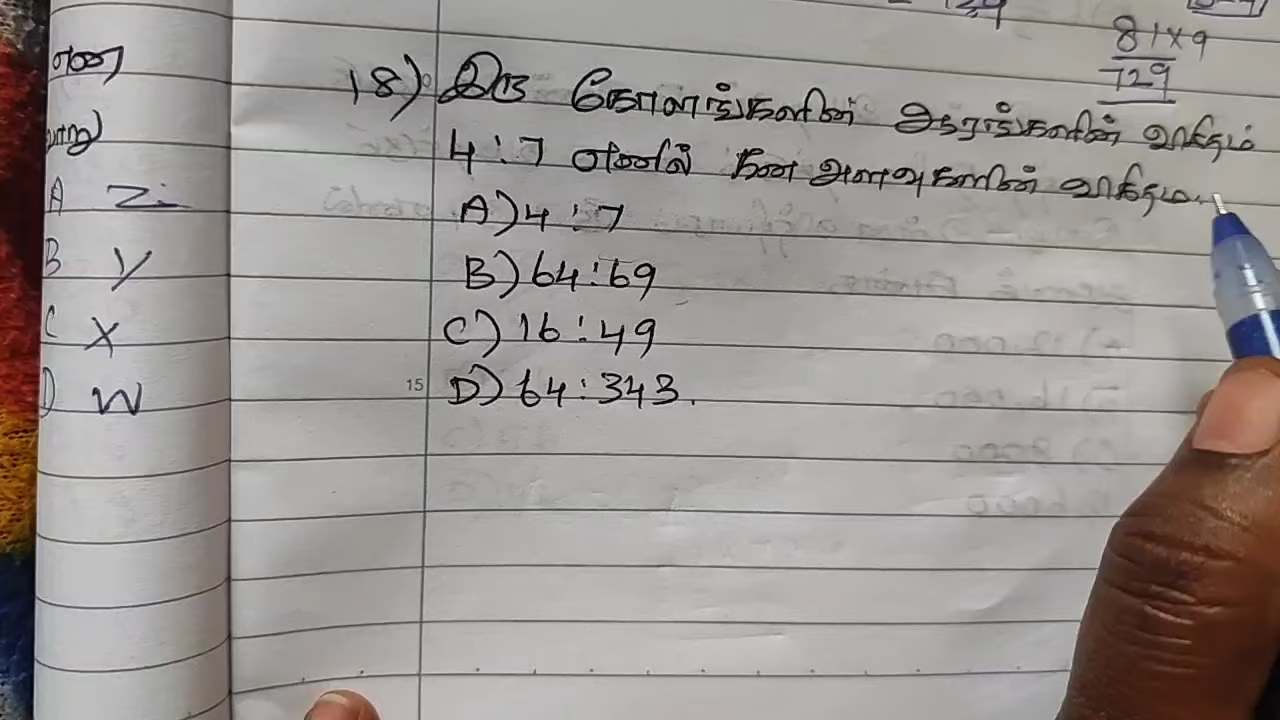 81×9
729
18) இரு கோளங்களின் ஆரங்களின் விகிதம்
4:7 எனில் கன அளவுகளின் விகிதம்.
A) 4:7
B) 64:69
C) 16:49
D) 64:343.
A Z
B Y
C X
D) W
15